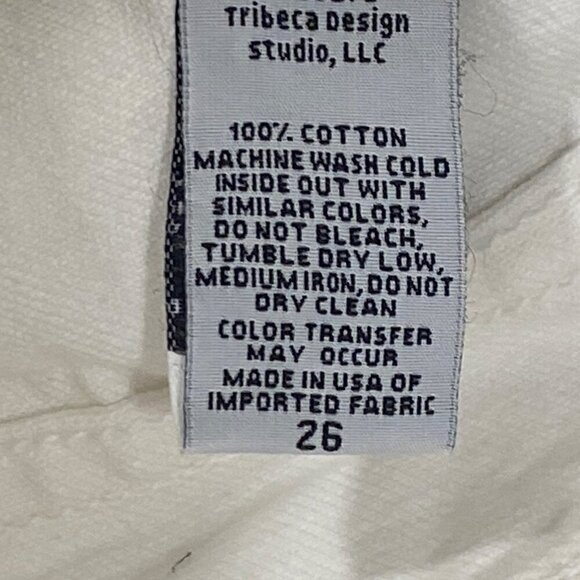 Tribeca Design
studio, LLC
100% COTTON
MACHINE WASH COLD
INSIDE OUT WITH
SIMILAR COLORS,
DO NOT BLEACH,
TUMBLE DRY LOW,
MEDIUM IRON, DO NOT
DRY CLEAN
COLOR TRANSFER
MAY OCCUR
MADE IN USA OF
IMPORTED FABRIC
26